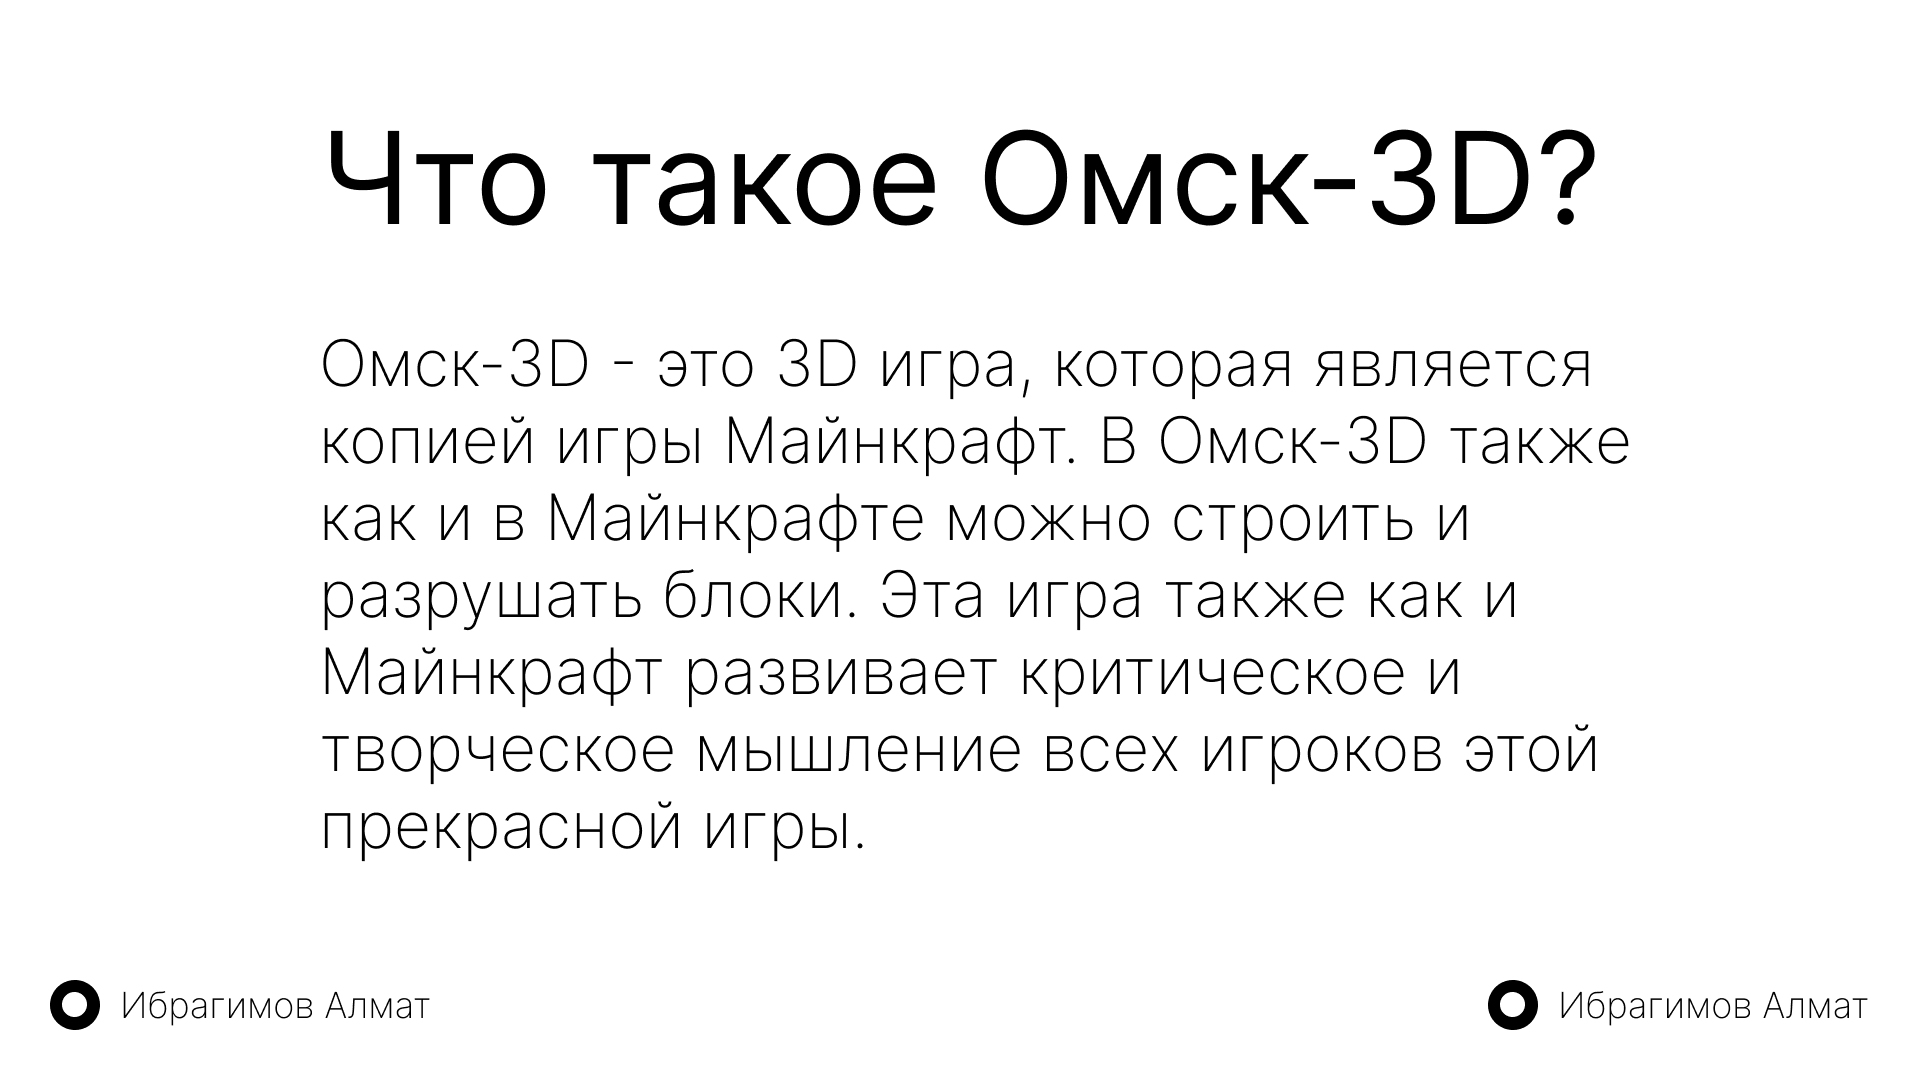 Что такое Омск-3D?
Омск-3D - это 3D игра, которая является
копией игры Майнкрафт. В Омск-3D также
как и в Майнкрафте можно строить и
разрушать блоки. Эта игра также как и
Майнкрафт развивает критическое и
творческое мышление всех игроков этой
прекрасной игры.
Ибрагимов Алмат
Ибрагимов Алмат